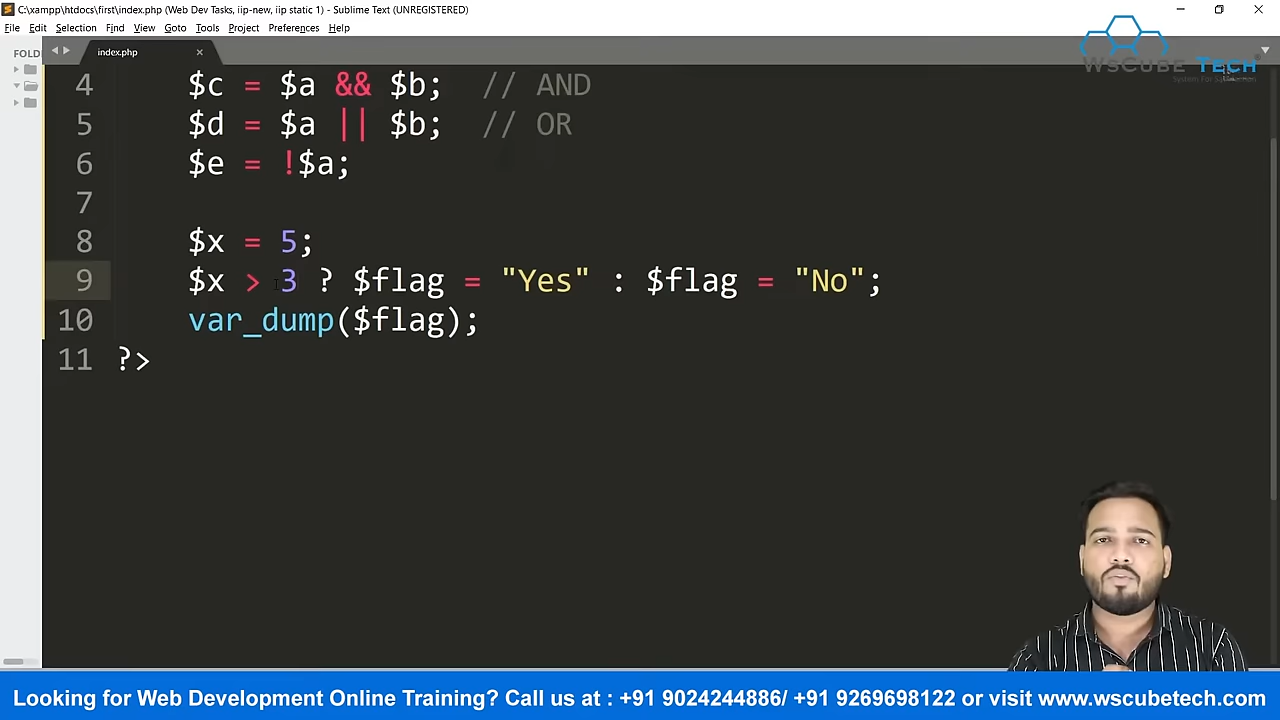 C:\xampp\htdocs\first\index.php (Web Dev Tasks, iip-new, iip static 1) - Sublime Text (UNREGISTERED)
File Edit Selection Find View Goto Tools Project Preferences Help
FOLD
index.php
WsCube Tech
4 $c = $a && $b; // AND
5 $d = $a || $b; // OR
6 $e = !$a;
7
8 $x = 5;
9 $x > 3 ? $flag = "Yes" : $flag = "No";
10 var_dump($flag);
11 ?>
Looking for Web Development Online Training? Call us at : +91 9024244886/ +91 9269698122 or visit www.wscubetech.com